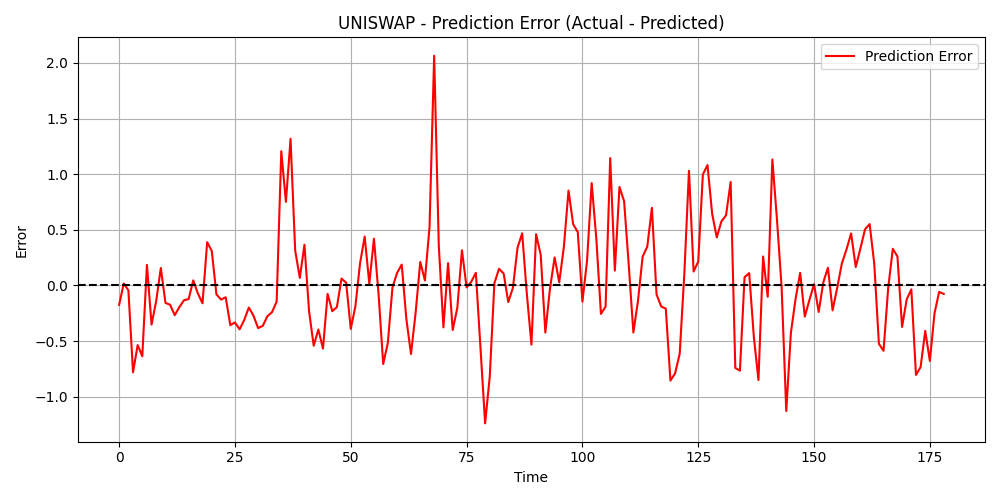 UNISWAP - Prediction Error (Actual - Predicted)
Prediction Error
Error
2.0
1.5
1.0
0.5
0.0
−0.5
−1.0
0 25 50 75 100 125 150 175
Time